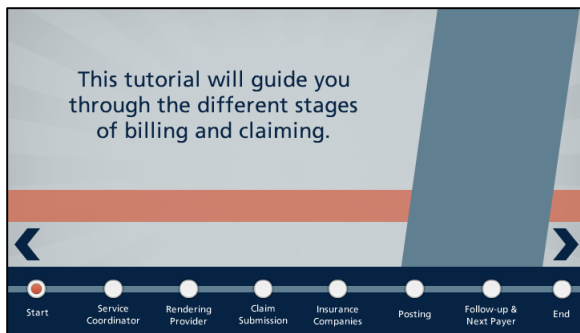 This tutorial will guide you
through the different stages
of billing and claiming.
Start
Service
Coordinator
Rendering
Provider
Claim
Submission
Insurance
Companies
Posting
Follow-up &
Next Payer
End